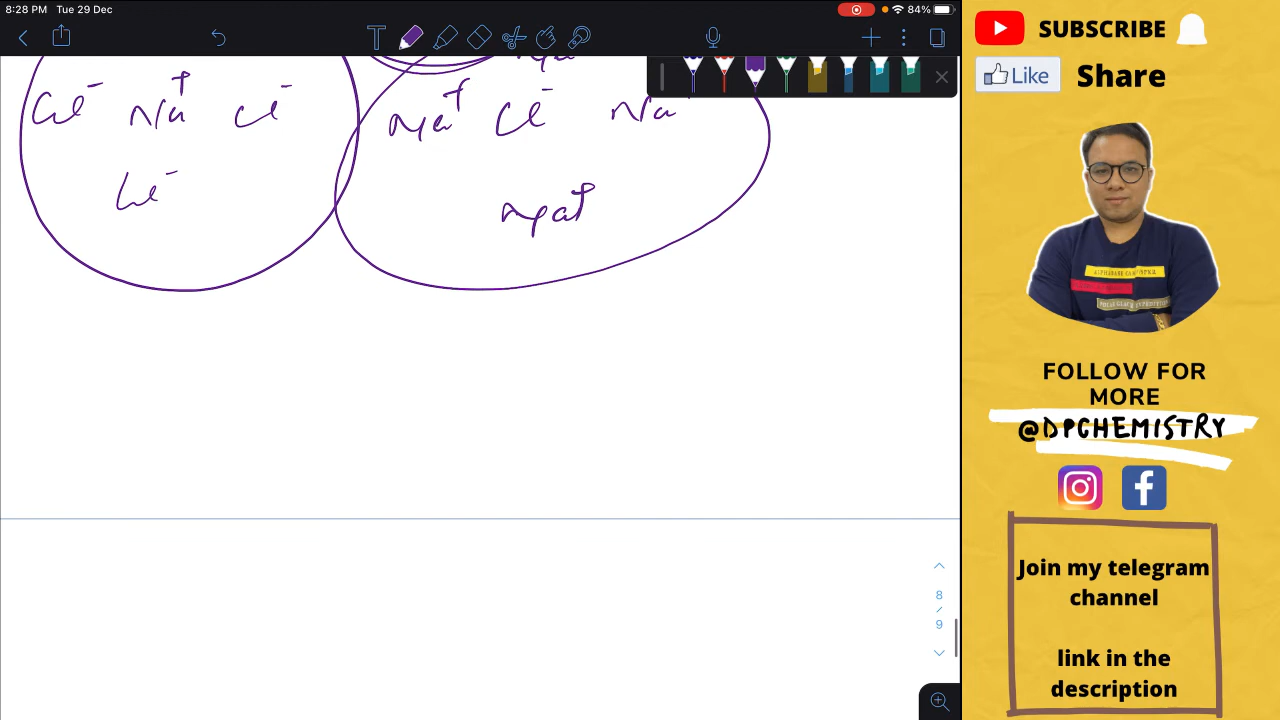 8:28 PM Tue 29 Dec
84%
T
Cl⁻ Na⁺ Cl⁻
Na⁺ Cl⁻ Na⁺
Cl⁻
Na⁺
8
/
9
SUBSCRIBE
Like
Share
FOLLOW FOR
MORE
@DPCHEMISTRY
Join my telegram
channel
link in the
description